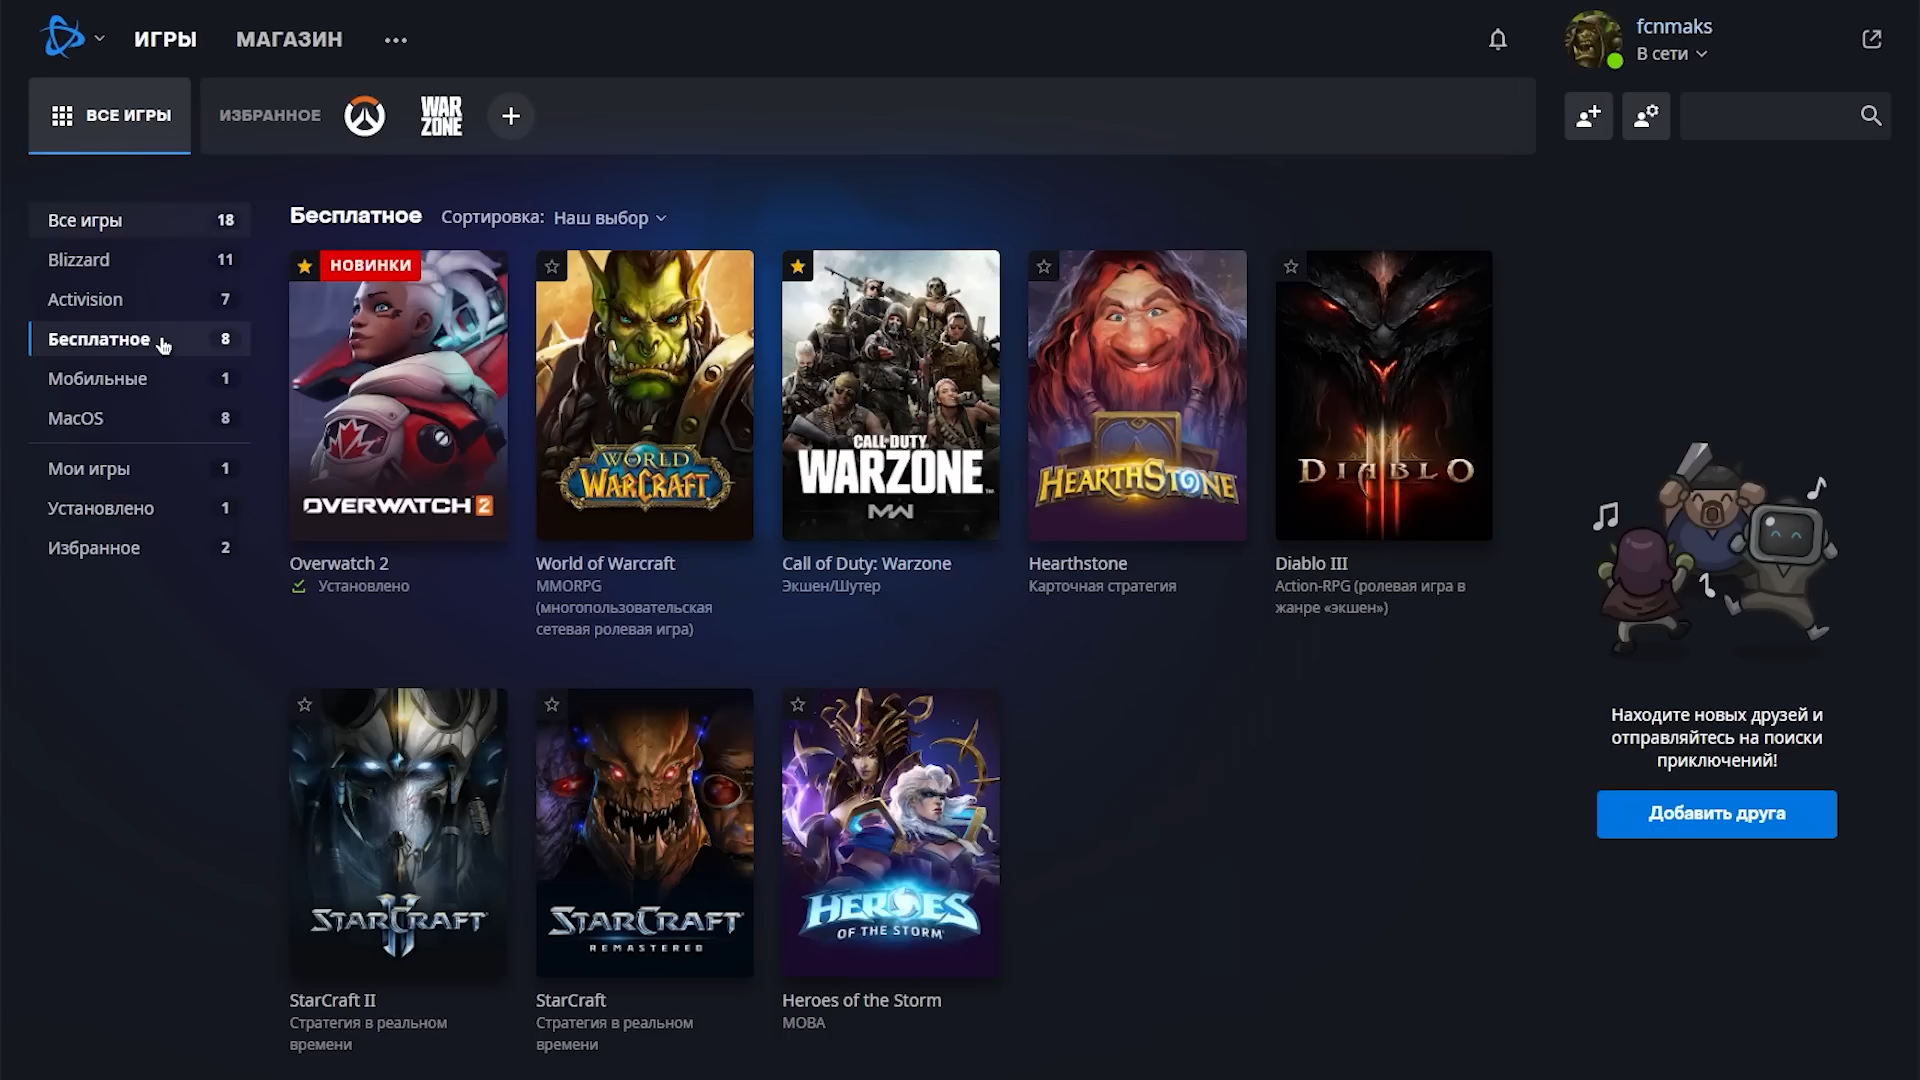 ИГРЫ
МАГАЗИН
fcnmaks
В сети
ВСЕ ИГРЫ
ИЗБРАННОЕ
WAR
ZONE
Все игры 18
Blizzard 11
Activision 7
Бесплатное 8
Мобильные 1
MacOS 8
Мои игры 1
Установлено 1
Избранное 2
Бесплатное Сортировка: Наш выбор
НОВИНКИ
OVERWATCH 2
WORLD
OF
WARCRAFT
CALL OF DUTY
WARZONE
MW
HEARTHSTONE
DIABLO
III
Overwatch 2
Установлено
World of Warcraft
MMORPG
(многопользовательская
сетевая ролевая игра)
Call of Duty: Warzone
Экшен/Шутер
Hearthstone
Карточная стратегия
Diablo III
Action-RPG (ролевая игра в
жанре «экшен»)
STARCRAFT
II
STARCRAFT
REMASTERED
HEROES
OF THE STORM
StarCraft II
Стратегия в реальном
времени
StarCraft
Стратегия в реальном
времени
Heroes of the Storm
MOBA
Находите новых друзей и
отправляйтесь на поиски
приключений!
Добавить друга